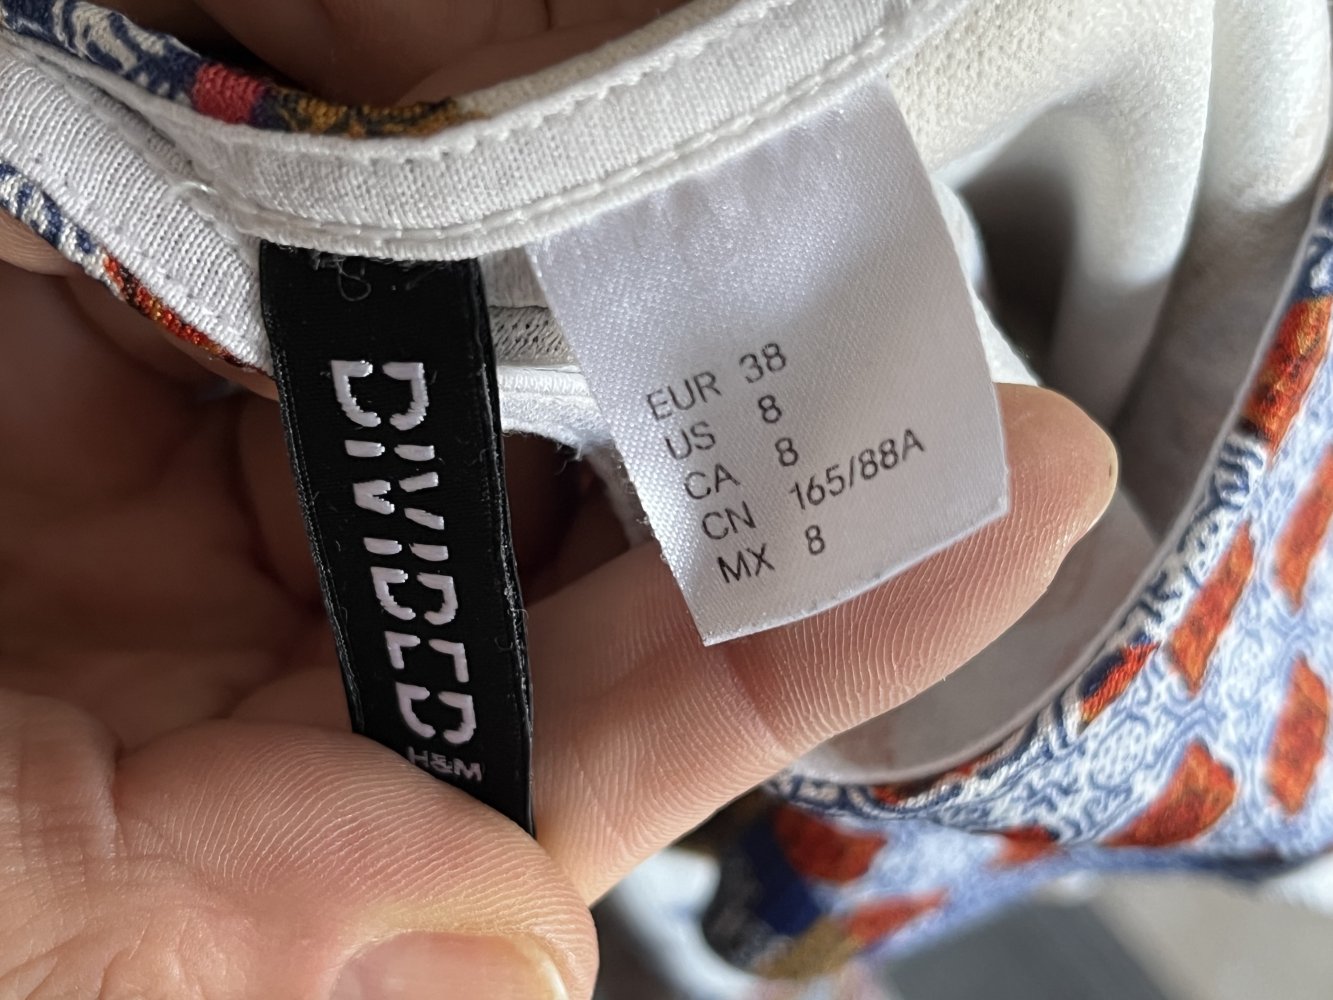 DIVIDED
H&M
EUR 38
US 8
CA 8
CN 165/88A
MX 8